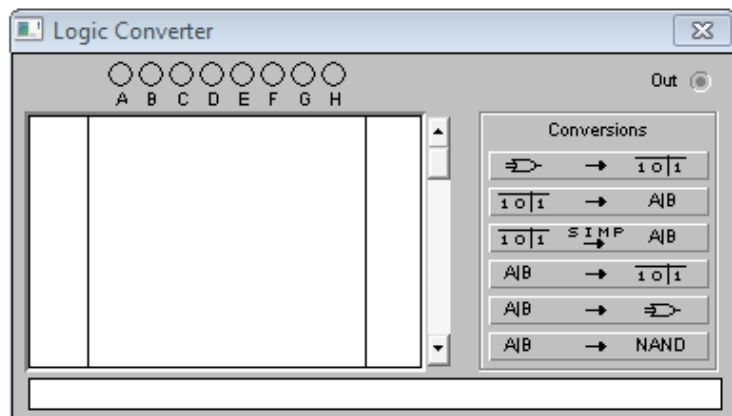 Logic Converter
A B C D E F G H
Out
Conversions
→ 1 0 1
1 0 1 → A|B
1 0 1 SIMP → A|B
A|B → 1 0 1
A|B →
A|B → NAND